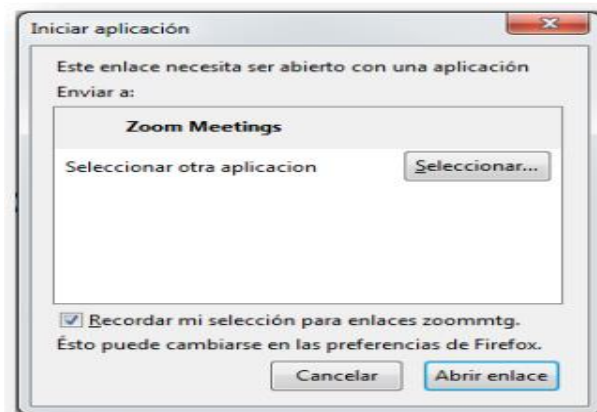 Iniciar aplicación
Este enlace necesita ser abierto con una aplicación
Enviar a:
Zoom Meetings
Seleccionar otra aplicacion
Seleccionar...
Recordar mi selección para enlaces zoommtg.
Ésto puede cambiarse en las preferencias de Firefox.
Cancelar
Abrir enlace